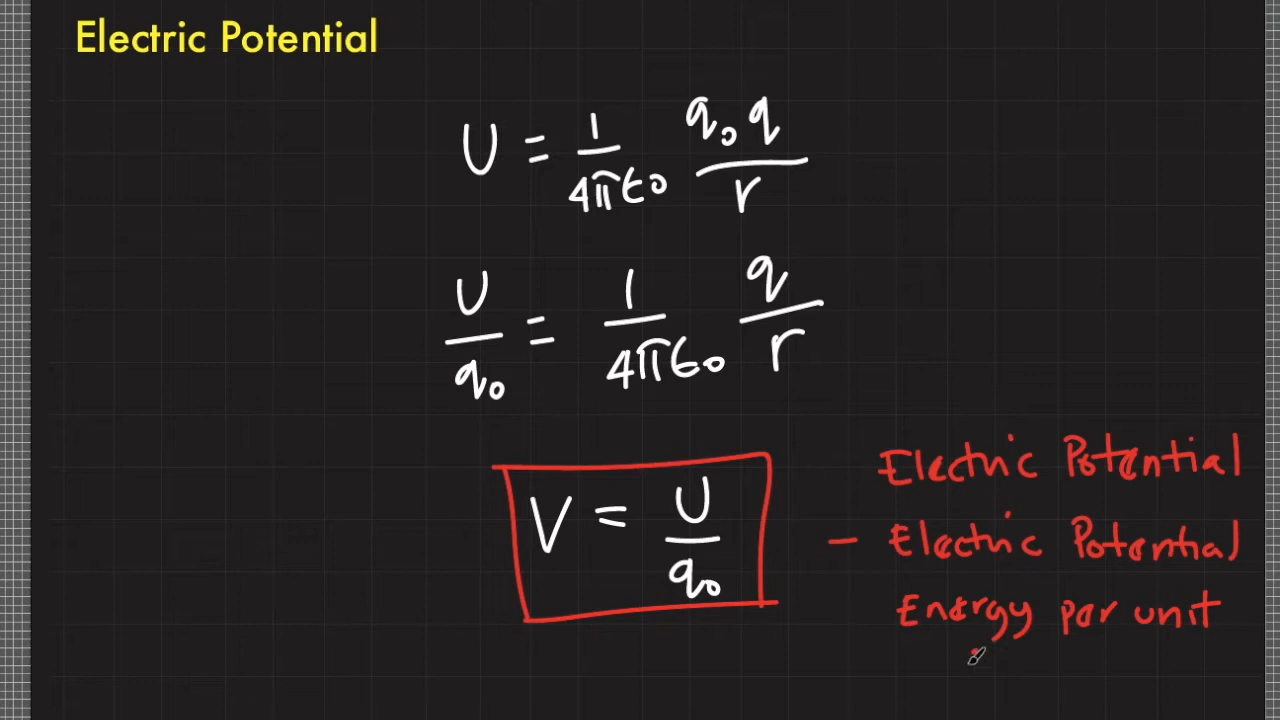 Electric Potential
U = 1/4πε₀ q₀q/r
U/q₀ = 1/4πε₀ q/r
V = U/q₀
Electric Potential
- Electric Potential
Energy per unit